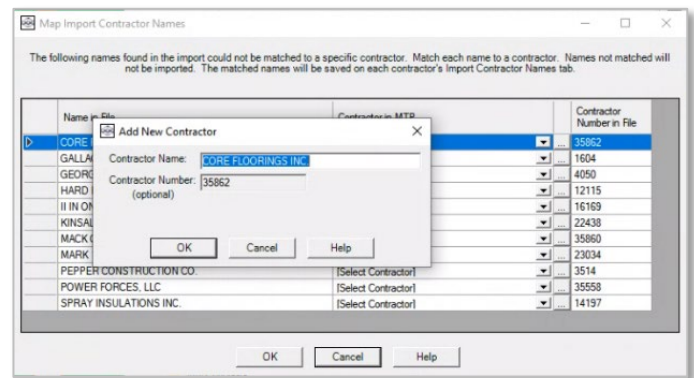 Map Import Contractor Names
The following names found in the import could not be matched to a specific contractor. Match each name to a contractor. Names not matched will
not be imported. The matched names will be saved on each contractor's Import Contractor Names tab.
Name in File Contractor in MTP Contractor
Number in File
Add New Contractor
CORE ... 35862
Contractor Name: CORE FLOORINGS INC.
GALLA ... 1604
Contractor Number: 35862
(optional)
GEORG ... 4050
HARD ... 12115
II IN ON ... 16169
KINSAL ... 22438
MACK ... 35860
OK Cancel Help
MARK ... 23034
PEPPER CONSTRUCTION CO. [Select Contractor] ... 3514
POWER FORCES, LLC [Select Contractor] ... 35558
SPRAY INSULATIONS INC. [Select Contractor] ... 14197
OK Cancel Help